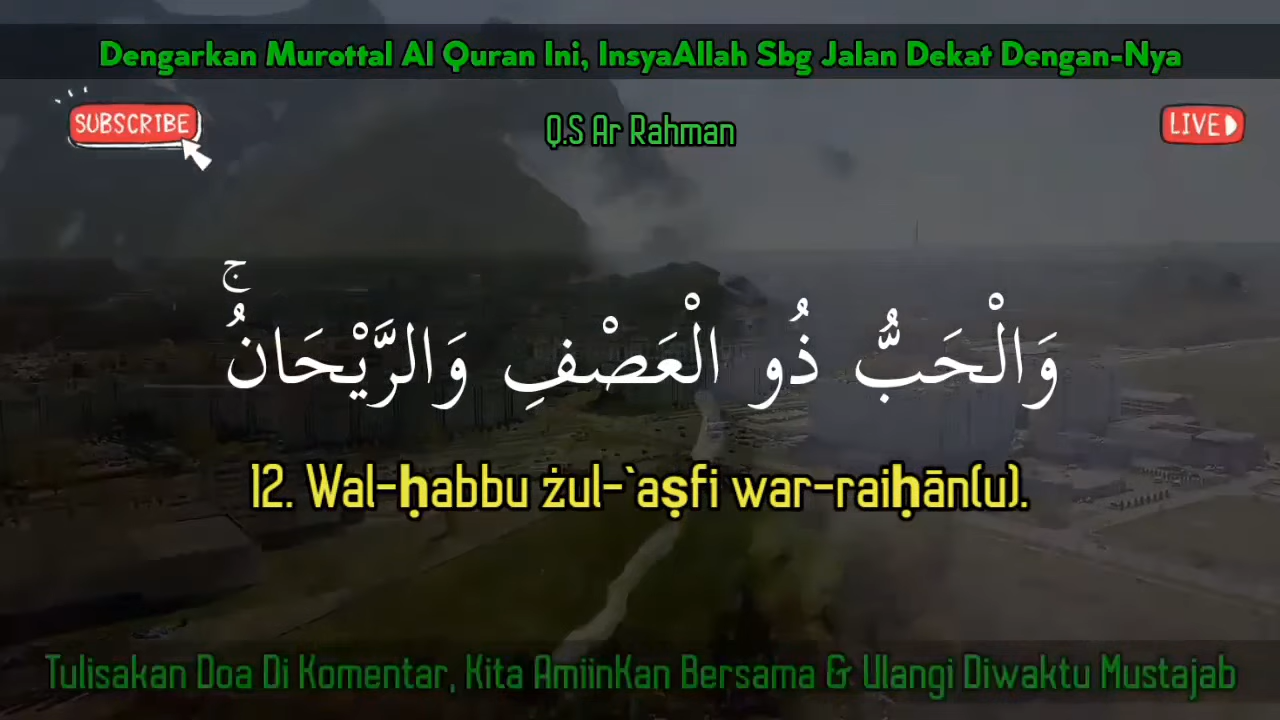 Dengarkan Murottal Al Quran Ini, InsyaAllah Sbg Jalan Dekat Dengan-Nya
SUBSCRIBE
Q.S Ar Rahman
LIVE
وَالْحَبُّ ذُو الْعَصْفِ وَالرَّيْحَانُۚ
12. Wal-ḥabbu żul-`aṣfi war-raiḥān(u).
Tulisakan Doa Di Komentar, Kita AmiinKan Bersama & Ulangi Diwaktu Mustajab